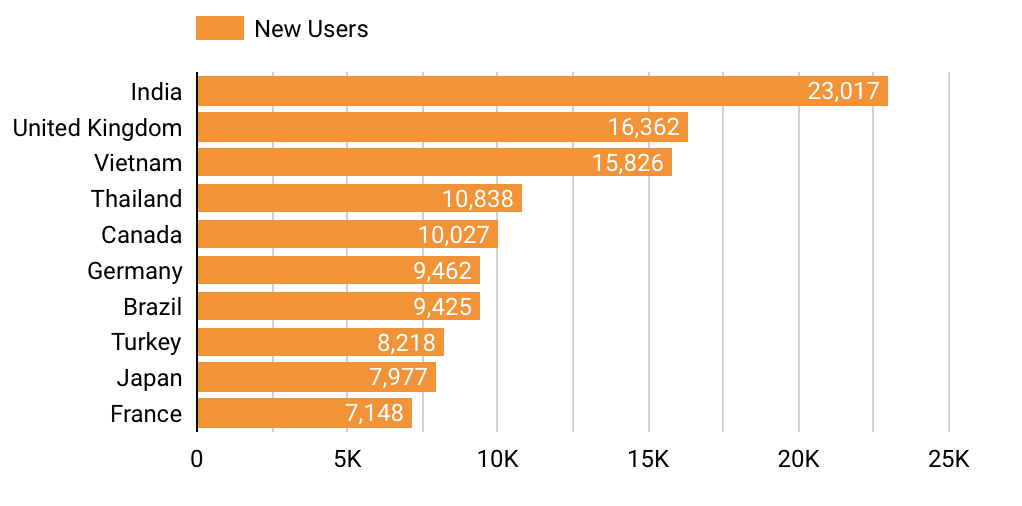 New Users
India 23,017
United Kingdom 16,362
Vietnam 15,826
Thailand 10,838
Canada 10,027
Germany 9,462
Brazil 9,425
Turkey 8,218
Japan 7,977
France 7,148
0 5K 10K 15K 20K 25K